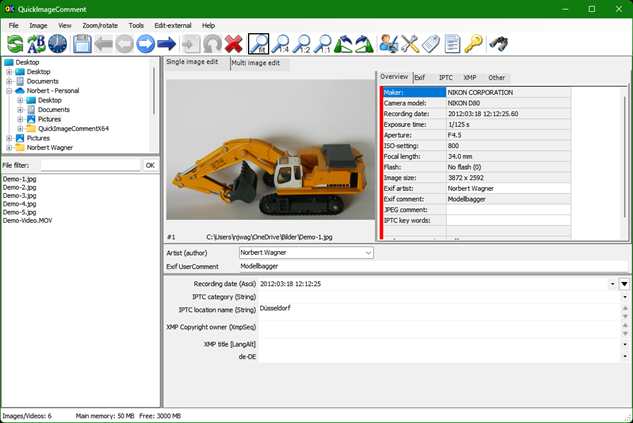 QuickImageComment
File Image View Zoom/rotate Tools Edit-external Help
fit 1:4 1:2 1:1
Desktop
Desktop
Documents
Norbert - Personal
Desktop
Documents
Pictures
QuickImageCommentX64
Pictures
Norbert Wagner
File filter: OK
Demo-1.jpg
Demo-2.jpg
Demo-3.jpg
Demo-4.jpg
Demo-5.jpg
Demo-Video.MOV
Single image edit Multi image edit
#1 C:\Users\njwag\OneDrive\Bilder\Demo-1.jpg
Overview Exif IPTC XMP Other
Maker: NIKON CORPORATION
Camera model: NIKON D80
Recording date: 2012:03:18 12:12:25.60
Exposure time: 1/125 s
Aperture: F4.5
ISO-setting: 800
Focal length: 34.0 mm
Flash: No flash (0)
Image size: 3872 x 2592
Exif artist: Norbert Wagner
Exif comment: Modellbagger
JPEG comment:
IPTC key words:
Artist (author) Norbert Wagner
Exif UserComment Modellbagger
Recording date (Ascii) 2012:03:18 12:12:25
IPTC category (String)
IPTC location name (String) Düsseldorf
XMP Copyright owner (XmpSeq)
XMP title [LangAlt]
de-DE
Images/Videos: 6 Main memory: 50 MB Free: 3000 MB